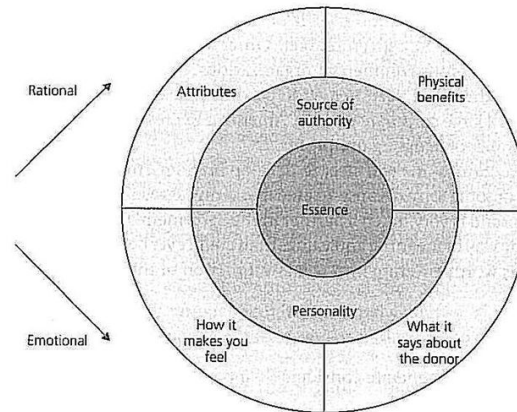 Rational
Attributes
Physical
benefits
Source of
authority
Essence
Personality
How it
makes you
feel
What it
says about
the donor
Emotional